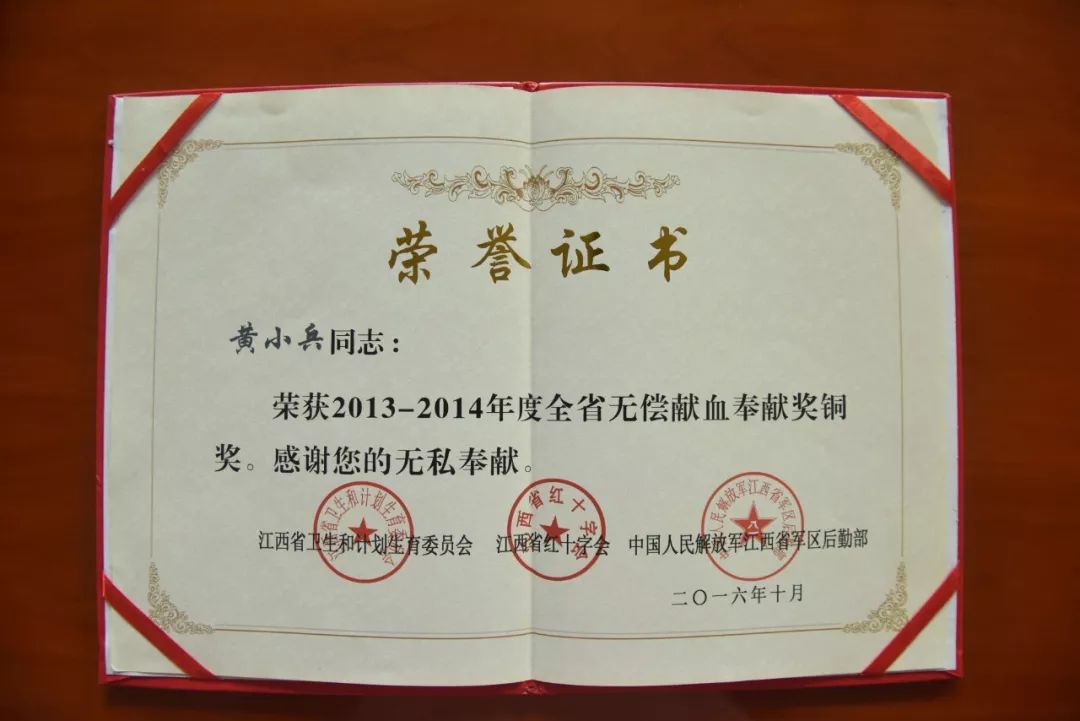 荣誉证书
黄小兵同志：
荣获2013-2014年度全省无偿献血奉献奖铜
奖。感谢您的无私奉献。
江西省卫生和计划生育委员会 江西省红十字会 中国人民解放军江西省军区后勤部
二〇一六年十月